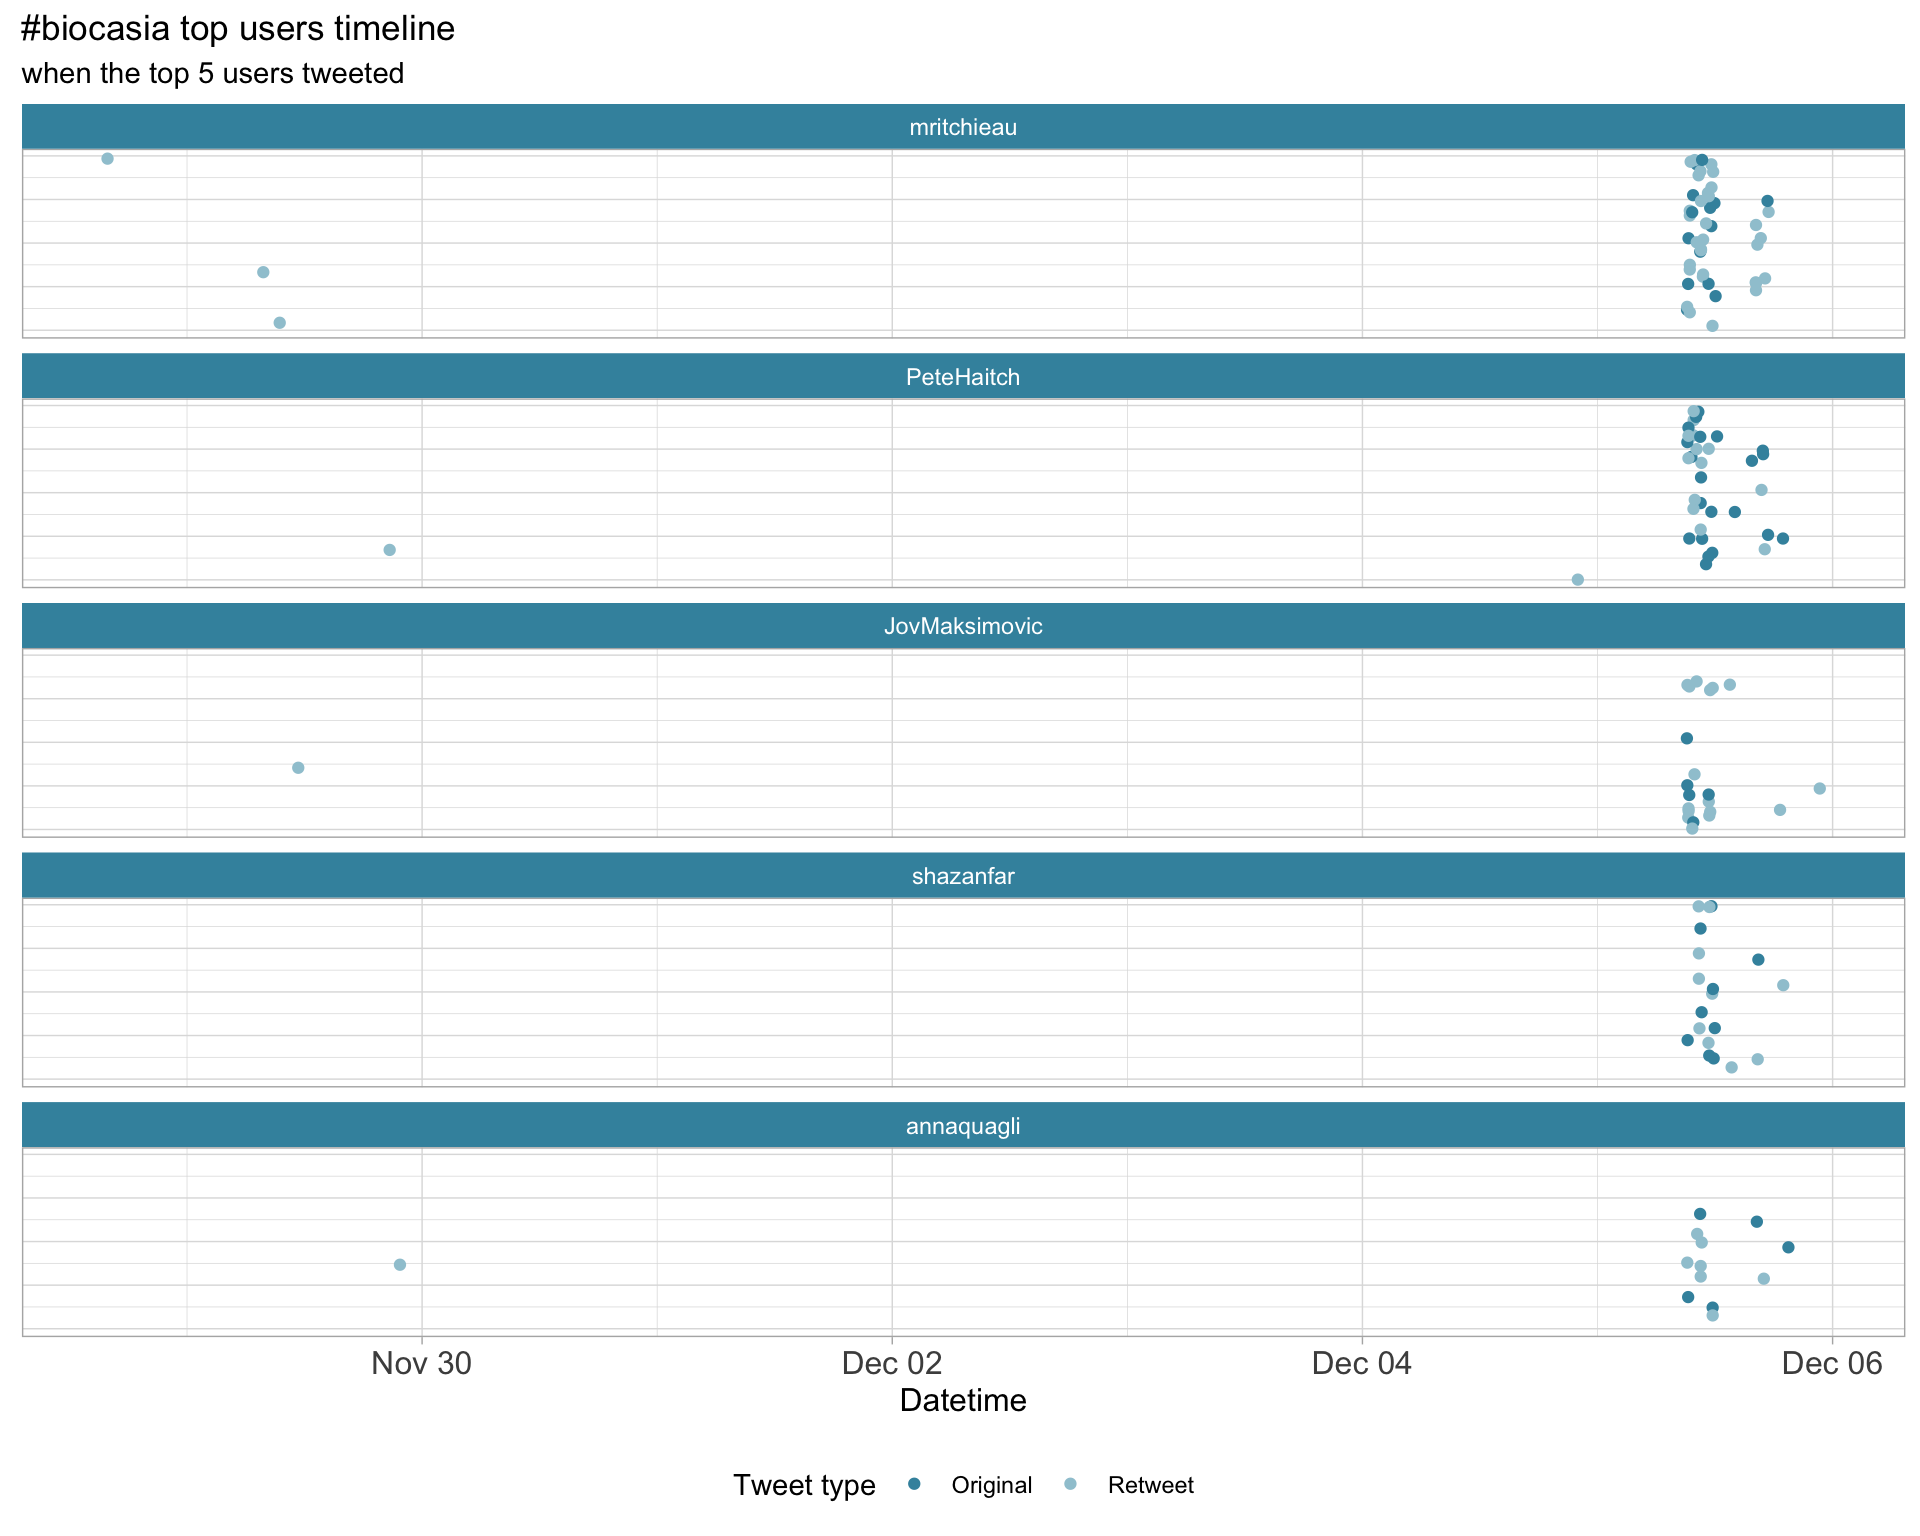 #biocasia top users timeline
when the top 5 users tweeted
mritchieau
PeteHaitch
JovMaksimovic
shazanfar
annaquagli
Nov 30 Dec 02 Dec 04 Dec 06
Datetime
Tweet type Original Retweet